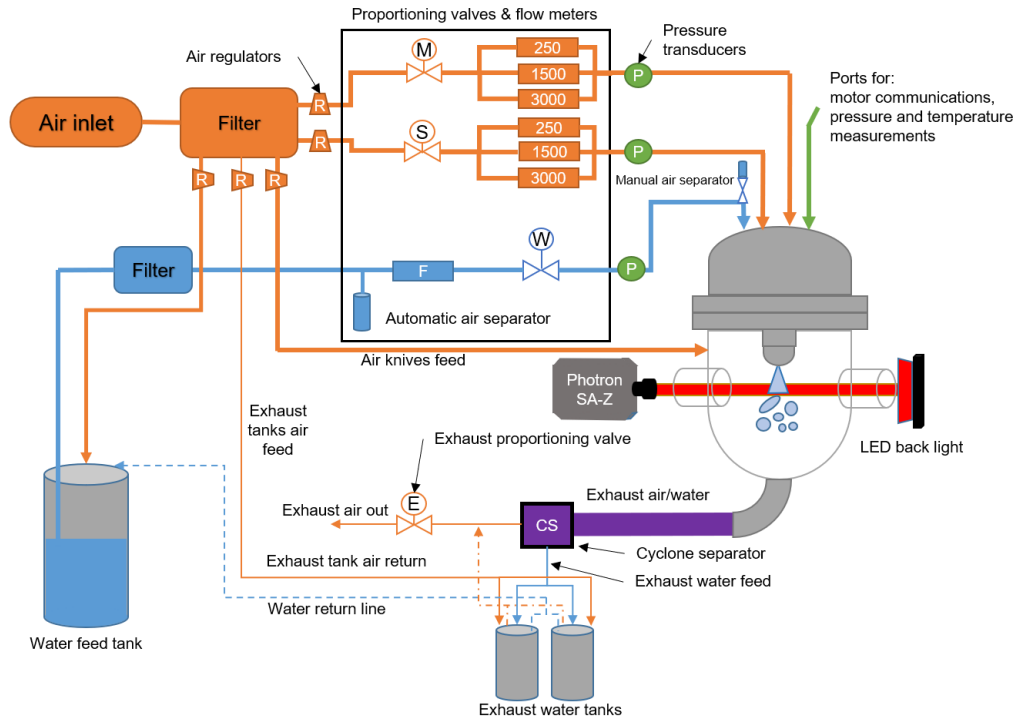 Proportioning valves & flow meters
Air regulators
Pressure
transducers
Ports for:
motor communications,
pressure and temperature
measurements
Air inlet
Filter
R
R
R
R
R
M
250
1500
3000
P
S
250
1500
3000
P
Manual air separator
Filter
F
W
P
Automatic air separator
Air knives feed
Photron
SA-Z
LED back light
Exhaust
tanks air
feed
Exhaust proportioning valve
E
Exhaust air out
CS
Exhaust air/water
Cyclone separator
Exhaust tank air return
Exhaust water feed
Water return line
Water feed tank
Exhaust water tanks